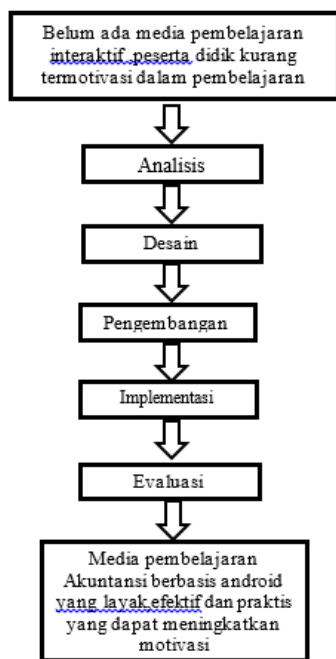 Belum ada media pembelajaran
interaktif ,peserta didik kurang
termotivasi dalam pembelajaran
Analisis
Desain
Pengembangan
Implementasi
Evaluasi
Media pembelajaran
Akuntansi berbasis android
yang layak,efektif dan praktis
yang dapat meningkatkan
motivasi